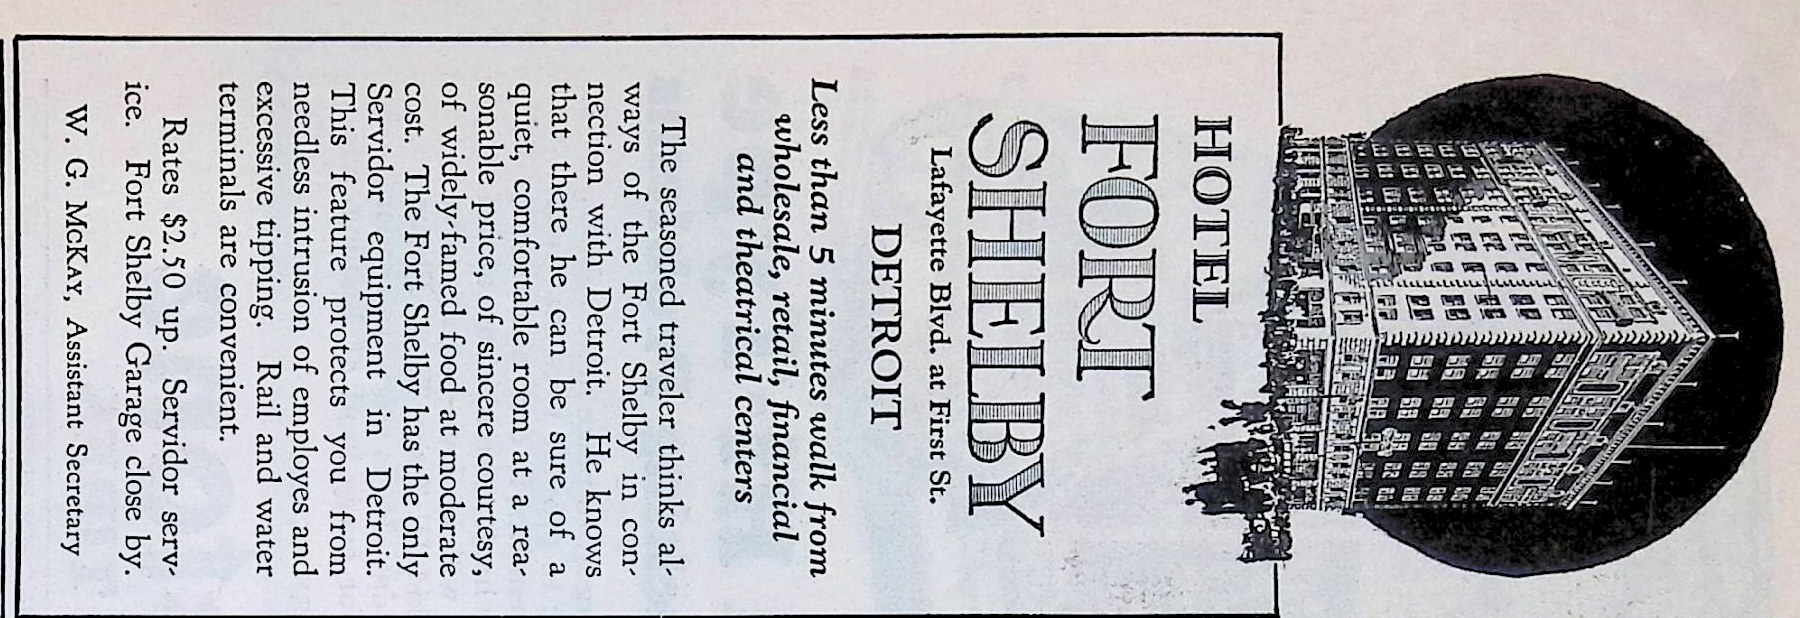 HOTEL
FORT
SHELBY
Lafayette Blvd. at First St.
DETROIT
Less than 5 minutes walk from
wholesale, retail, financial
and theatrical centers
The seasoned traveler thinks al-
ways of the Fort Shelby in con-
nection with Detroit. He knows
that there he can be sure of a
quiet, comfortable room at a rea-
sonable price, of sincere courtesy,
of widely-famed food at moderate
cost. The Fort Shelby has the only
Servidor equipment in Detroit.
This feature protects you from
needless intrusion of employes and
excessive tipping. Rail and water
terminals are convenient.
Rates $2.50 up. Servidor serv-
ice. Fort Shelby Garage close by.
W. G. McKay, Assistant Secretary